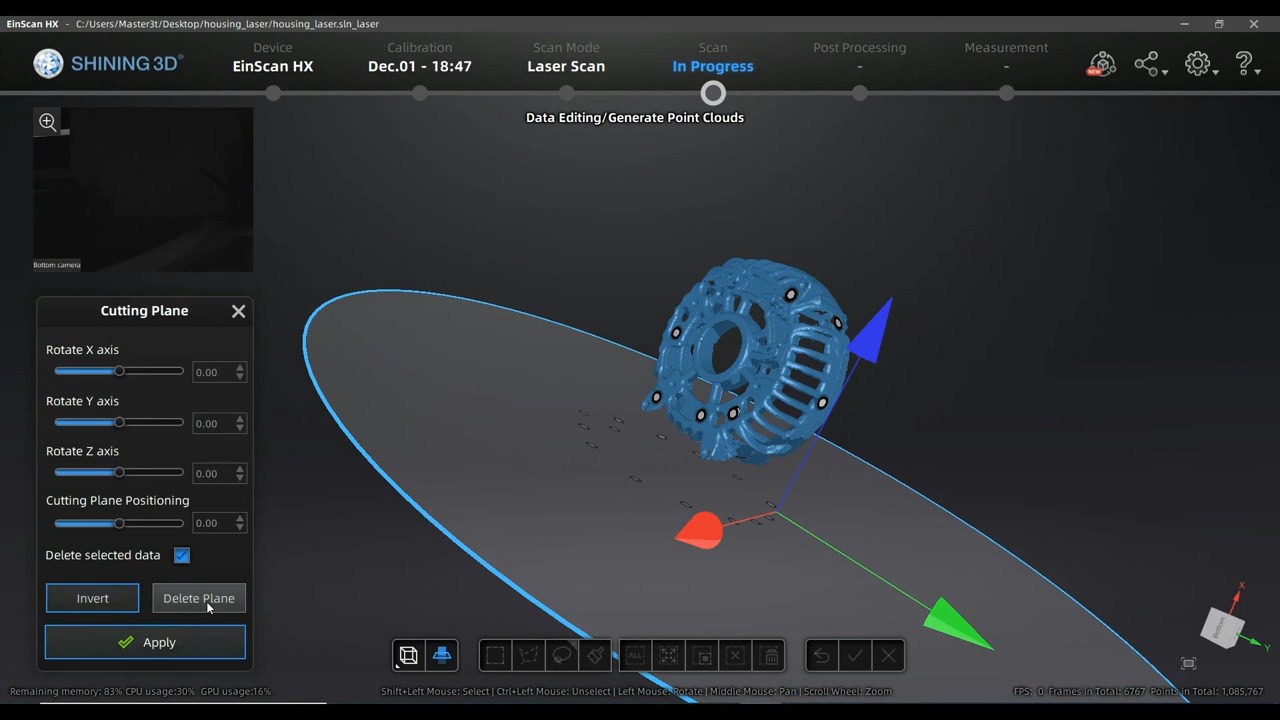 EinScan HX - C:/Users/Master3t/Desktop/housing_laser/housing_laser.sln_laser
SHINING 3D®
Device
EinScan HX
Calibration
Dec.01 - 18:47
Scan Mode
Laser Scan
Scan
In Progress
Post Processing
-
Measurement
-
NEW
Data Editing/Generate Point Clouds
Bottom camera
Cutting Plane
Rotate X axis
0.00
Rotate Y axis
0.00
Rotate Z axis
0.00
Cutting Plane Positioning
0.00
Delete selected data
Invert
Delete Plane
Apply
ALL
X
Bottom
Y
Remaining memory: 83% CPU usage:30% GPU usage:16%
Shift+Left Mouse: Select | Ctrl+Left Mouse: Unselect | Left Mouse: Rotate | Middle Mouse: Pan | Scroll Wheel: Zoom
FPS: 0 Frames in Total: 6767 Points in Total: 1,085,767